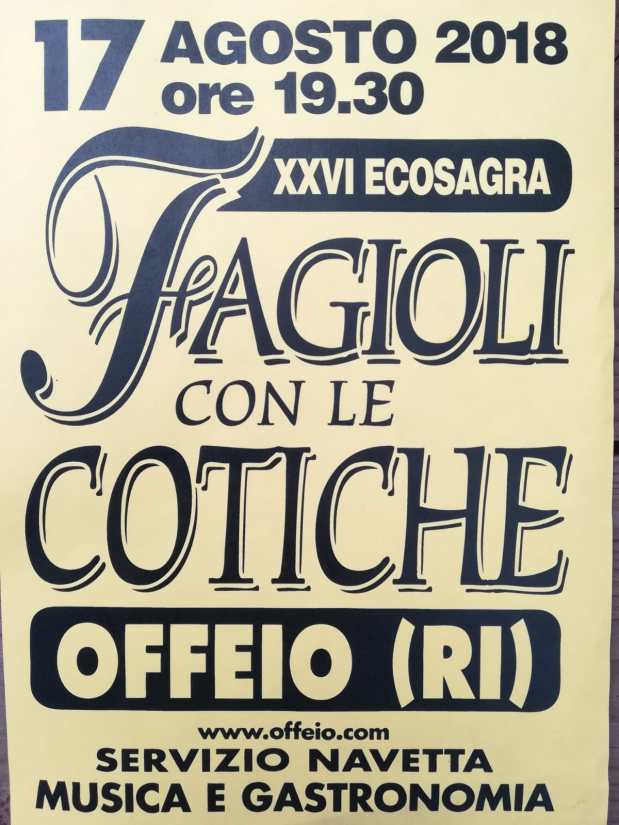 17 AGOSTO 2018
ore 19.30
XXVI ECOSAGRA
FAGIOLI
CON LE
COTICHE
OFFEIO (RI)
www.offeio.com
SERVIZIO NAVETTA
MUSICA E GASTRONOMIA